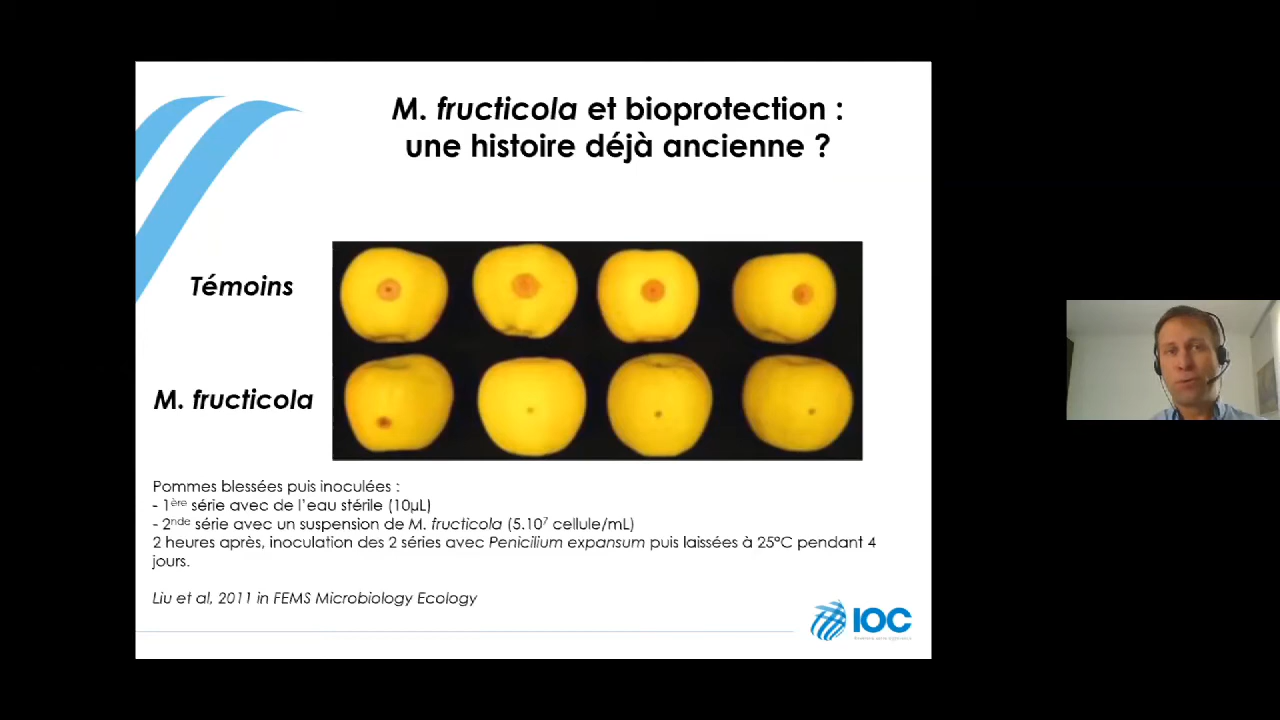 M. fructicola et bioprotection :
une histoire déjà ancienne ?
Témoins
M. fructicola
Pommes blessées puis inoculées :
- 1ère série avec de l’eau stérile (10µL)
- 2nde série avec un suspension de M. fructicola (5.10⁷ cellule/mL)
2 heures après, inoculation des 2 séries avec Penicilium expansum puis laissées à 25°C pendant 4
jours.
Liu et al, 2011 in FEMS Microbiology Ecology
IOC